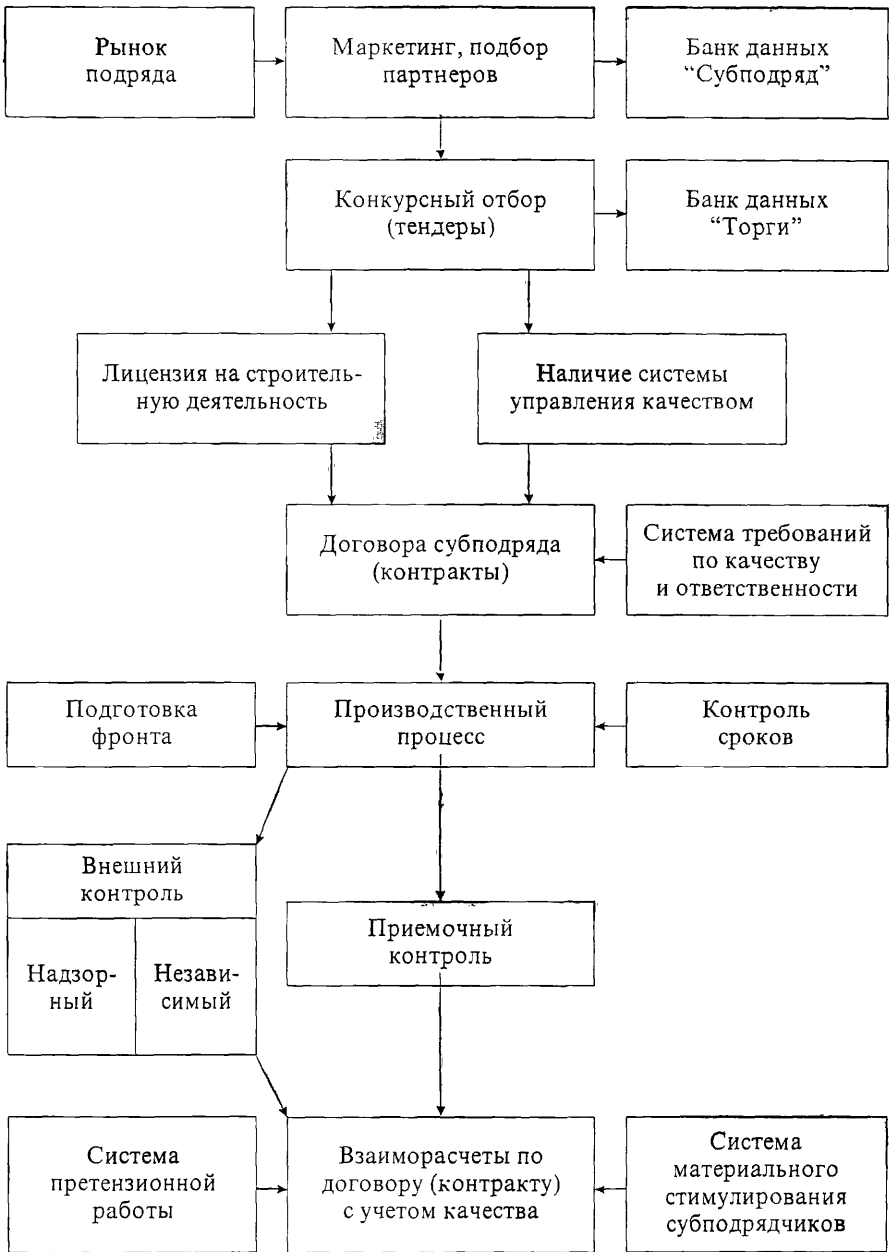 Рынок
подряда
Маркетинг, подбор
партнеров
Банк данных
“Субподряд”
Конкурсный отбор
(тендеры)
Банк данных
“Торги”
Лицензия на строитель-
ную деятельность
Наличие системы
управления качеством
Договора субподряда
(контракты)
Система требований
по качеству
и ответственности
Подготовка
фронта
Производственный
процесс
Контроль
сроков
Внешний
контроль
Надзор-
ный
Незави-
симый
Приемочный
контроль
Система
претензионной
работы
Взаиморасчеты по
договору (контракту)
с учетом качества
Система
материального
стимулирования
субподрядчиков